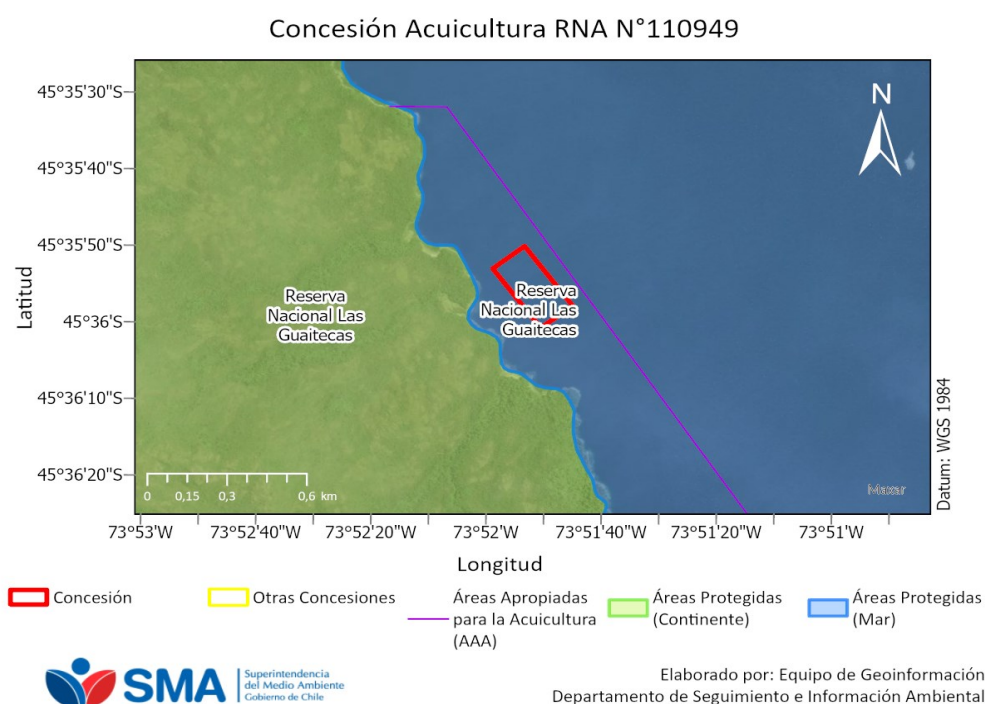 Concesión Acuicultura RNA N°110949
45°35'30"S
45°35'40"S
45°35'50"S
45°36'S
45°36'10"S
45°36'20"S
Latitud
N
Reserva
Nacional Las
Guaitecas
Reserva
Nacional Las
Guaitecas
0 0,15 0,3 0,6 km
Maxar
Datum: WGS 1984
73°53'W 73°52'40"W 73°52'20"W 73°52'W 73°51'40"W 73°51'20"W 73°51'W
Longitud
Concesión
Otras Concesiones
Áreas Apropiadas
para la Acuicultura
(AAA)
Áreas Protegidas
(Continente)
Áreas Protegidas
(Mar)
SMA
Superintendencia
del Medio Ambiente
Gobierno de Chile
Elaborado por: Equipo de Geoinformación
Departamento de Seguimiento e Información Ambiental